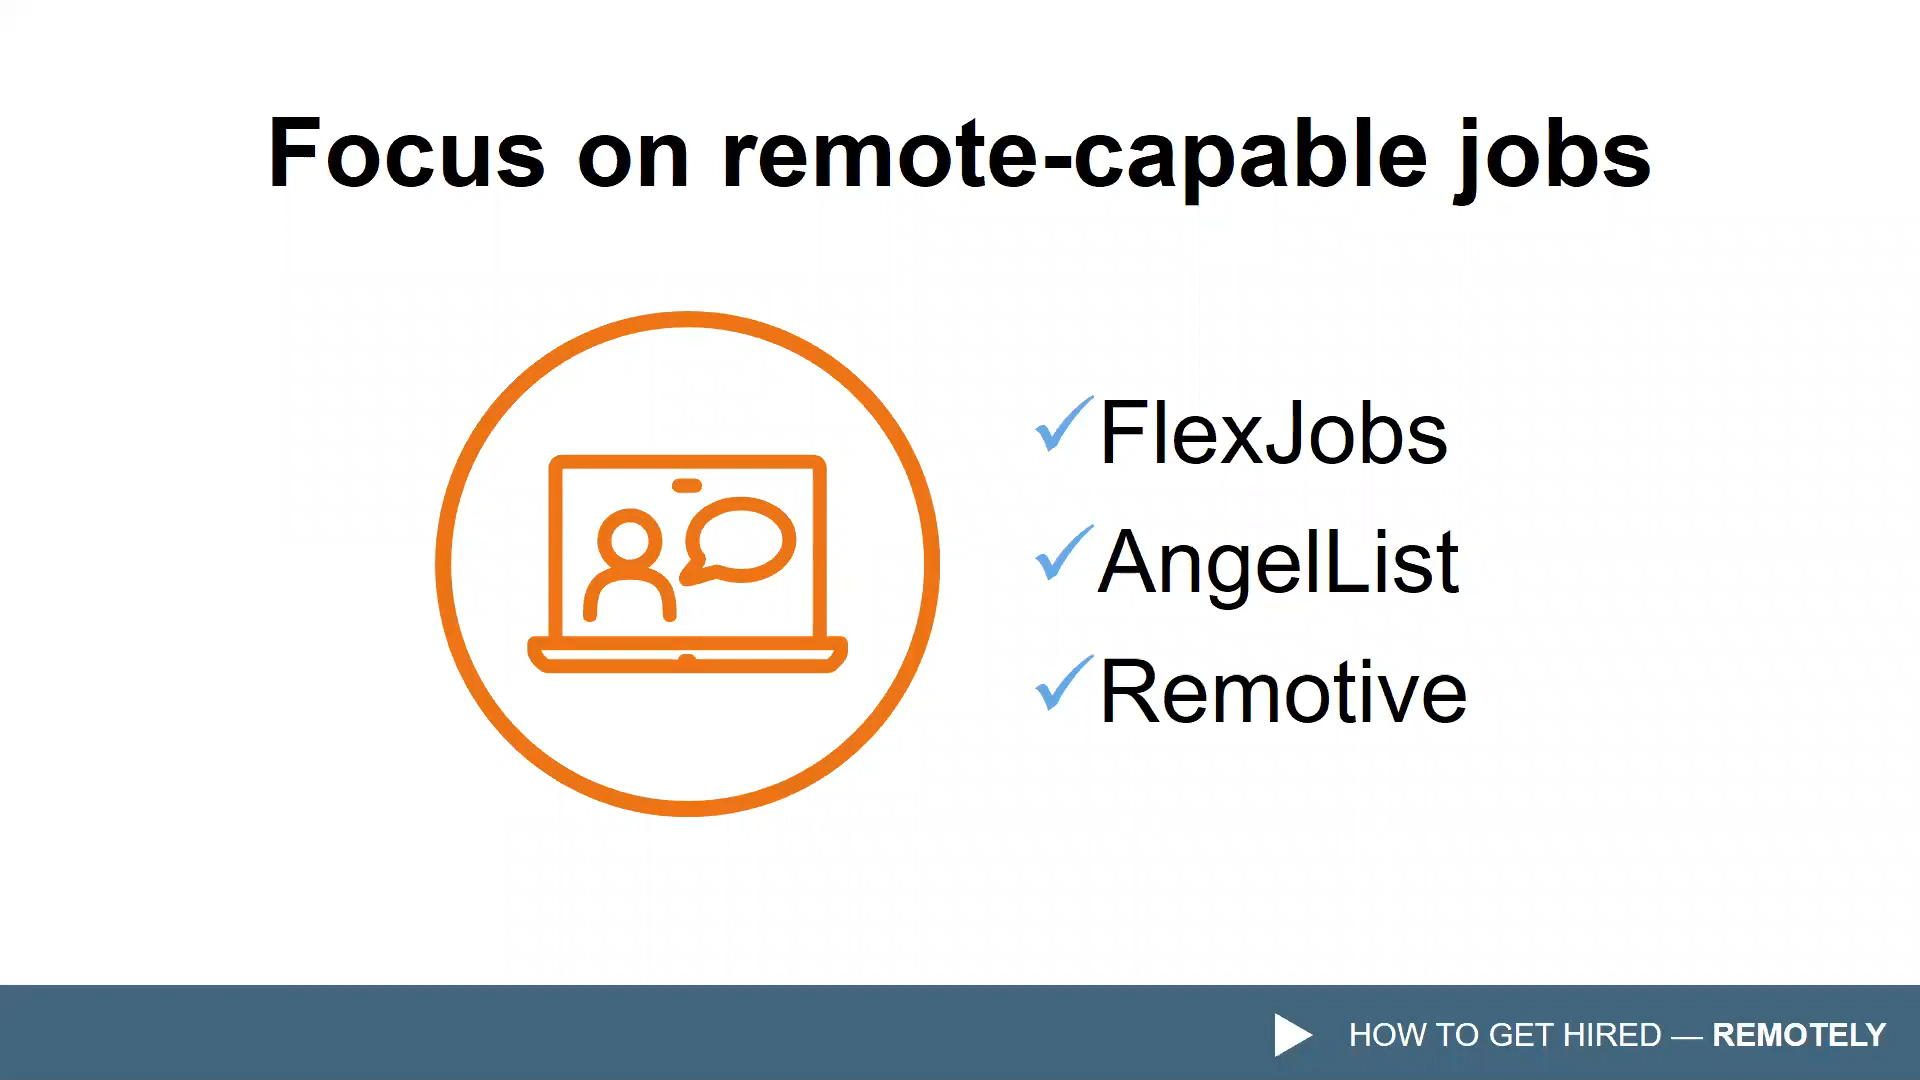 Focus on remote-capable jobs
FlexJobs
AngelList
Remotive
HOW TO GET HIRED — REMOTELY